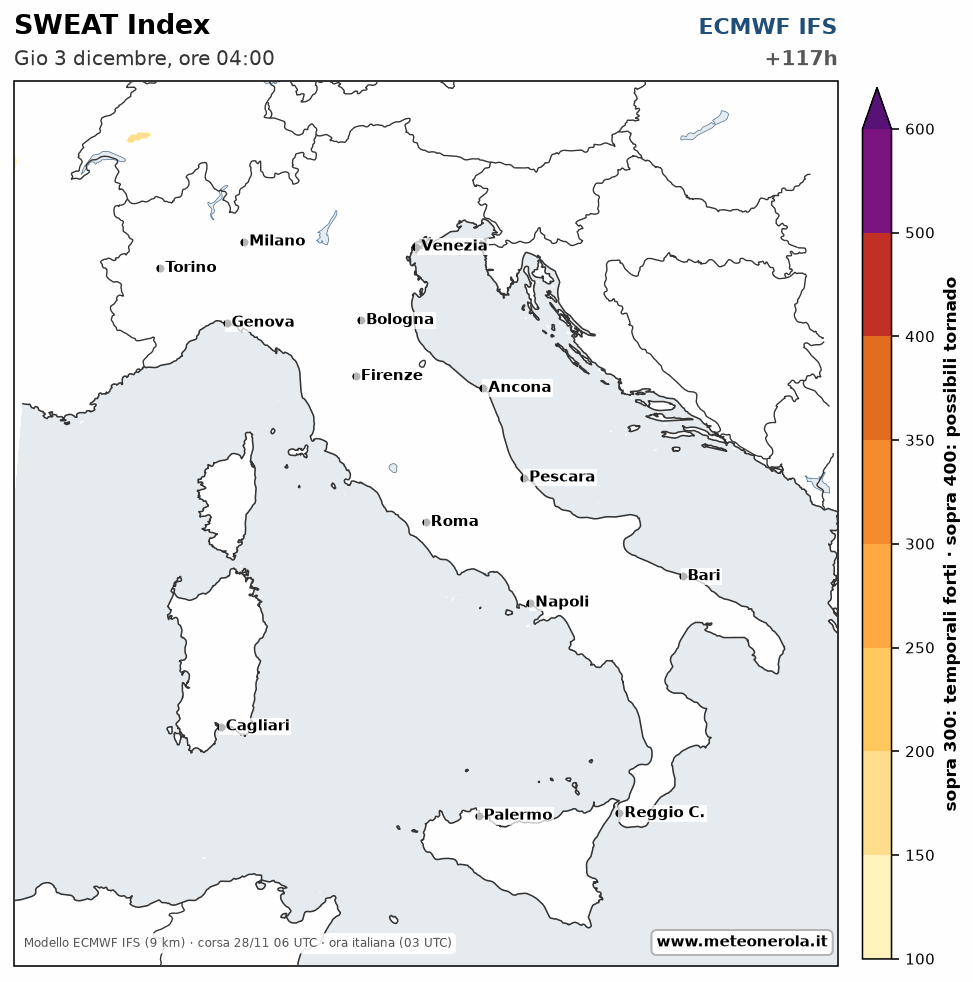 SWEAT Index
ECMWF IFS
Gio 3 dicembre, ore 04:00
+117h
Milano
Venezia
Torino
Genova
Bologna
Firenze
Ancona
Pescara
Roma
Bari
Napoli
Cagliari
Palermo
Reggio C.
600
500
400
350
300
250
200
150
100
sopra 300: temporali forti · sopra 400: possibili tornado
Modello ECMWF IFS (9 km) · corsa 28/11 06 UTC · ora italiana (03 UTC)
www.meteonerola.it